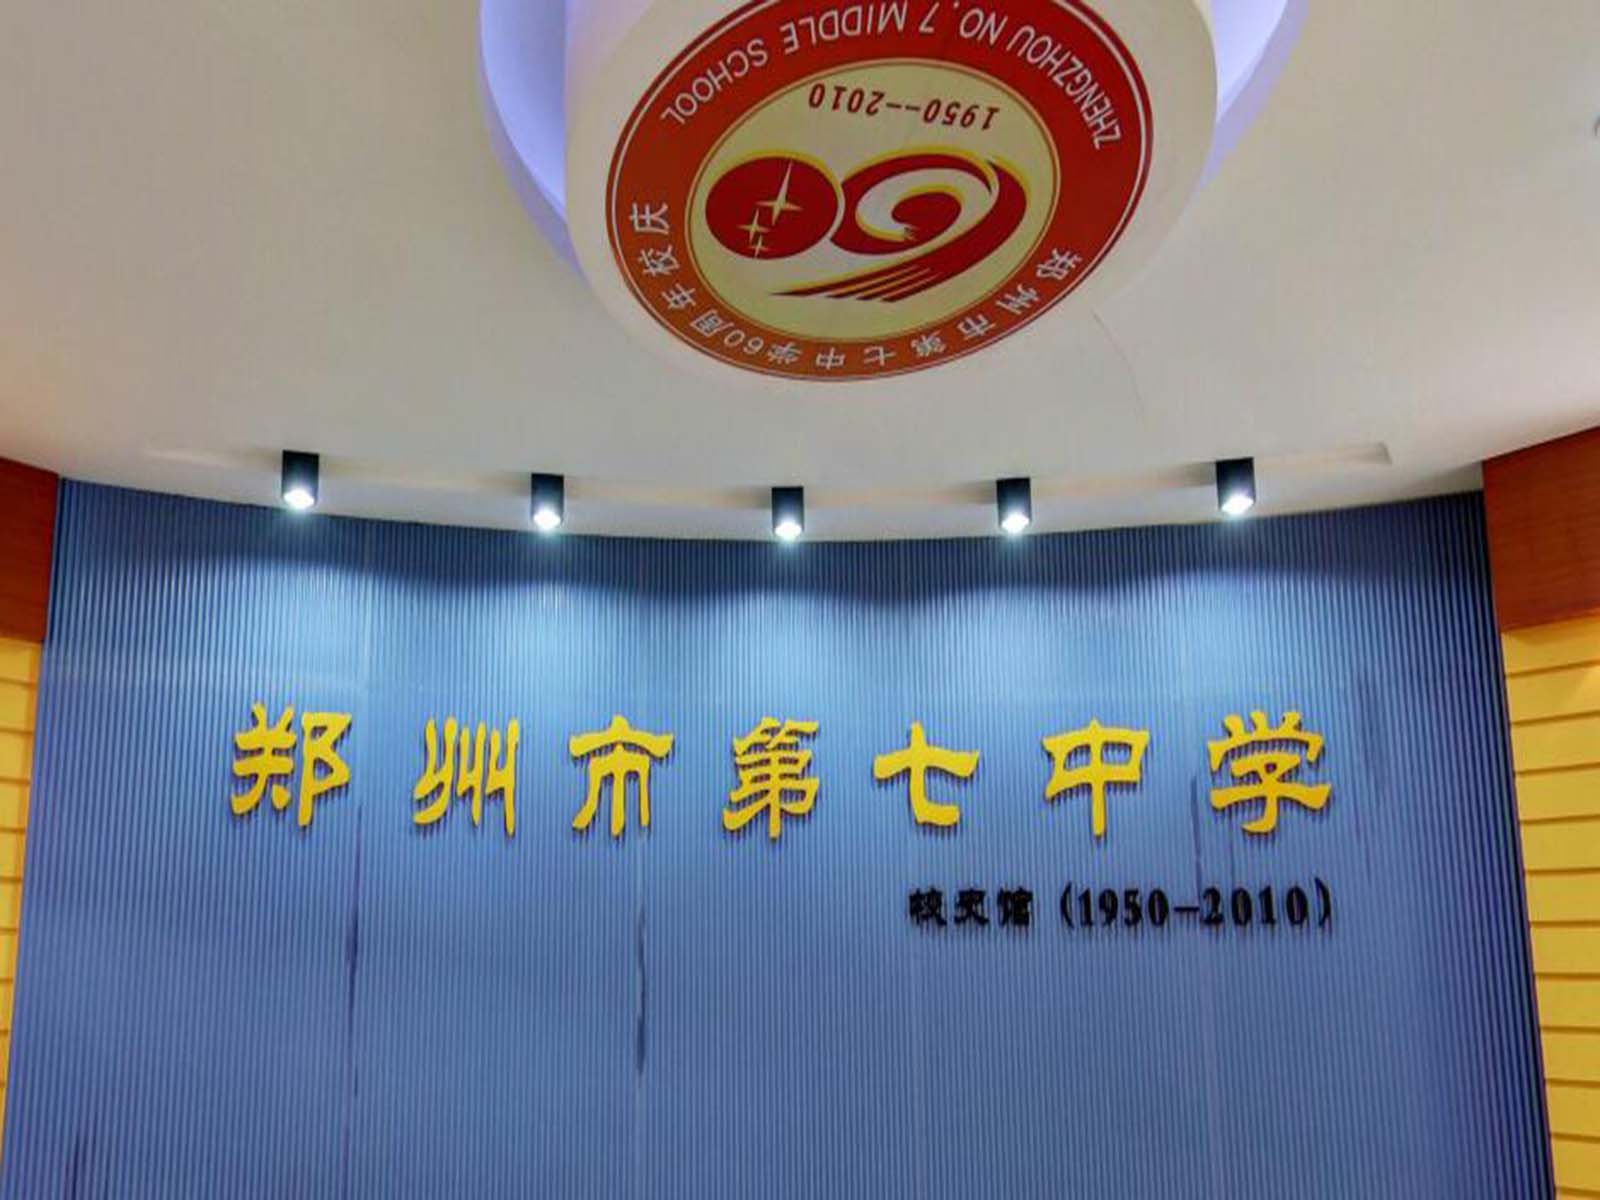 ZHENGZHOU NO.7 MIDDLE SCHOOL
1950--2010
郑州市第七中学60周年校庆
郑州市第七中学
校史馆（1950-2010）